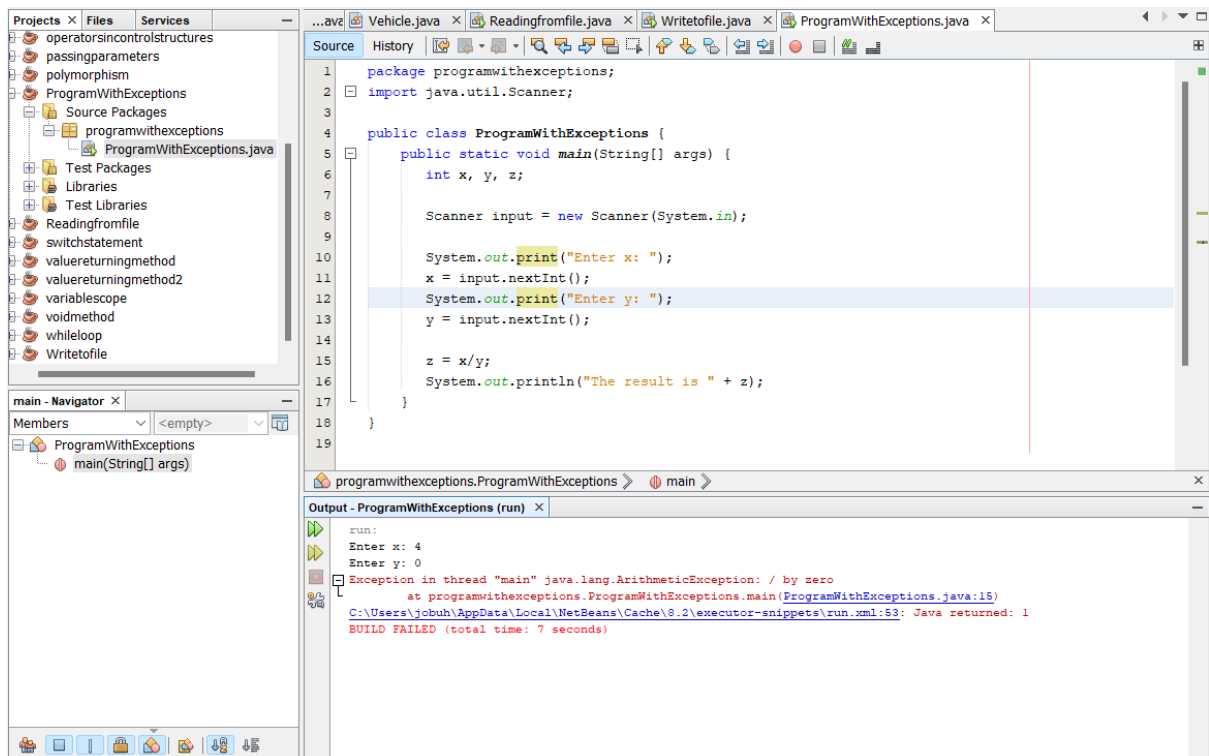 Projects × Files Services
operatorsincontrolstructures
passingparameters
polymorphism
ProgramWithExceptions
Source Packages
programwithexceptions
ProgramWithExceptions.java
Test Packages
Libraries
Test Libraries
Readingfromfile
switchstatement
valuereturningmethod
valuereturningmethod2
variablescope
voidmethod
whileloop
Writetofile
main - Navigator ×
Members <empty>
ProgramWithExceptions
main(String[] args)
...ava Vehicle.java × Readingfromfile.java × Writetofile.java × ProgramWithExceptions.java ×
Source History
1 package programwithexceptions;
2 import java.util.Scanner;
3
4 public class ProgramWithExceptions {
5 public static void main(String[] args) {
6 int x, y, z;
7
8 Scanner input = new Scanner(System.in);
9
10 System.out.print("Enter x: ");
11 x = input.nextInt();
12 System.out.print("Enter y: ");
13 y = input.nextInt();
14
15 z = x/y;
16 System.out.println("The result is " + z);
17 }
18 }
19
programwithexceptions.ProgramWithExceptions main
Output - ProgramWithExceptions (run) ×
run:
Enter x: 4
Enter y: 0
Exception in thread "main" java.lang.ArithmeticException: / by zero
at programwithexceptions.ProgramWithExceptions.main(ProgramWithExceptions.java:15)
C:\Users\jobuh\AppData\Local\NetBeans\Cache\8.2\executor-snippets\run.xml:53: Java returned: 1
BUILD FAILED (total time: 7 seconds)